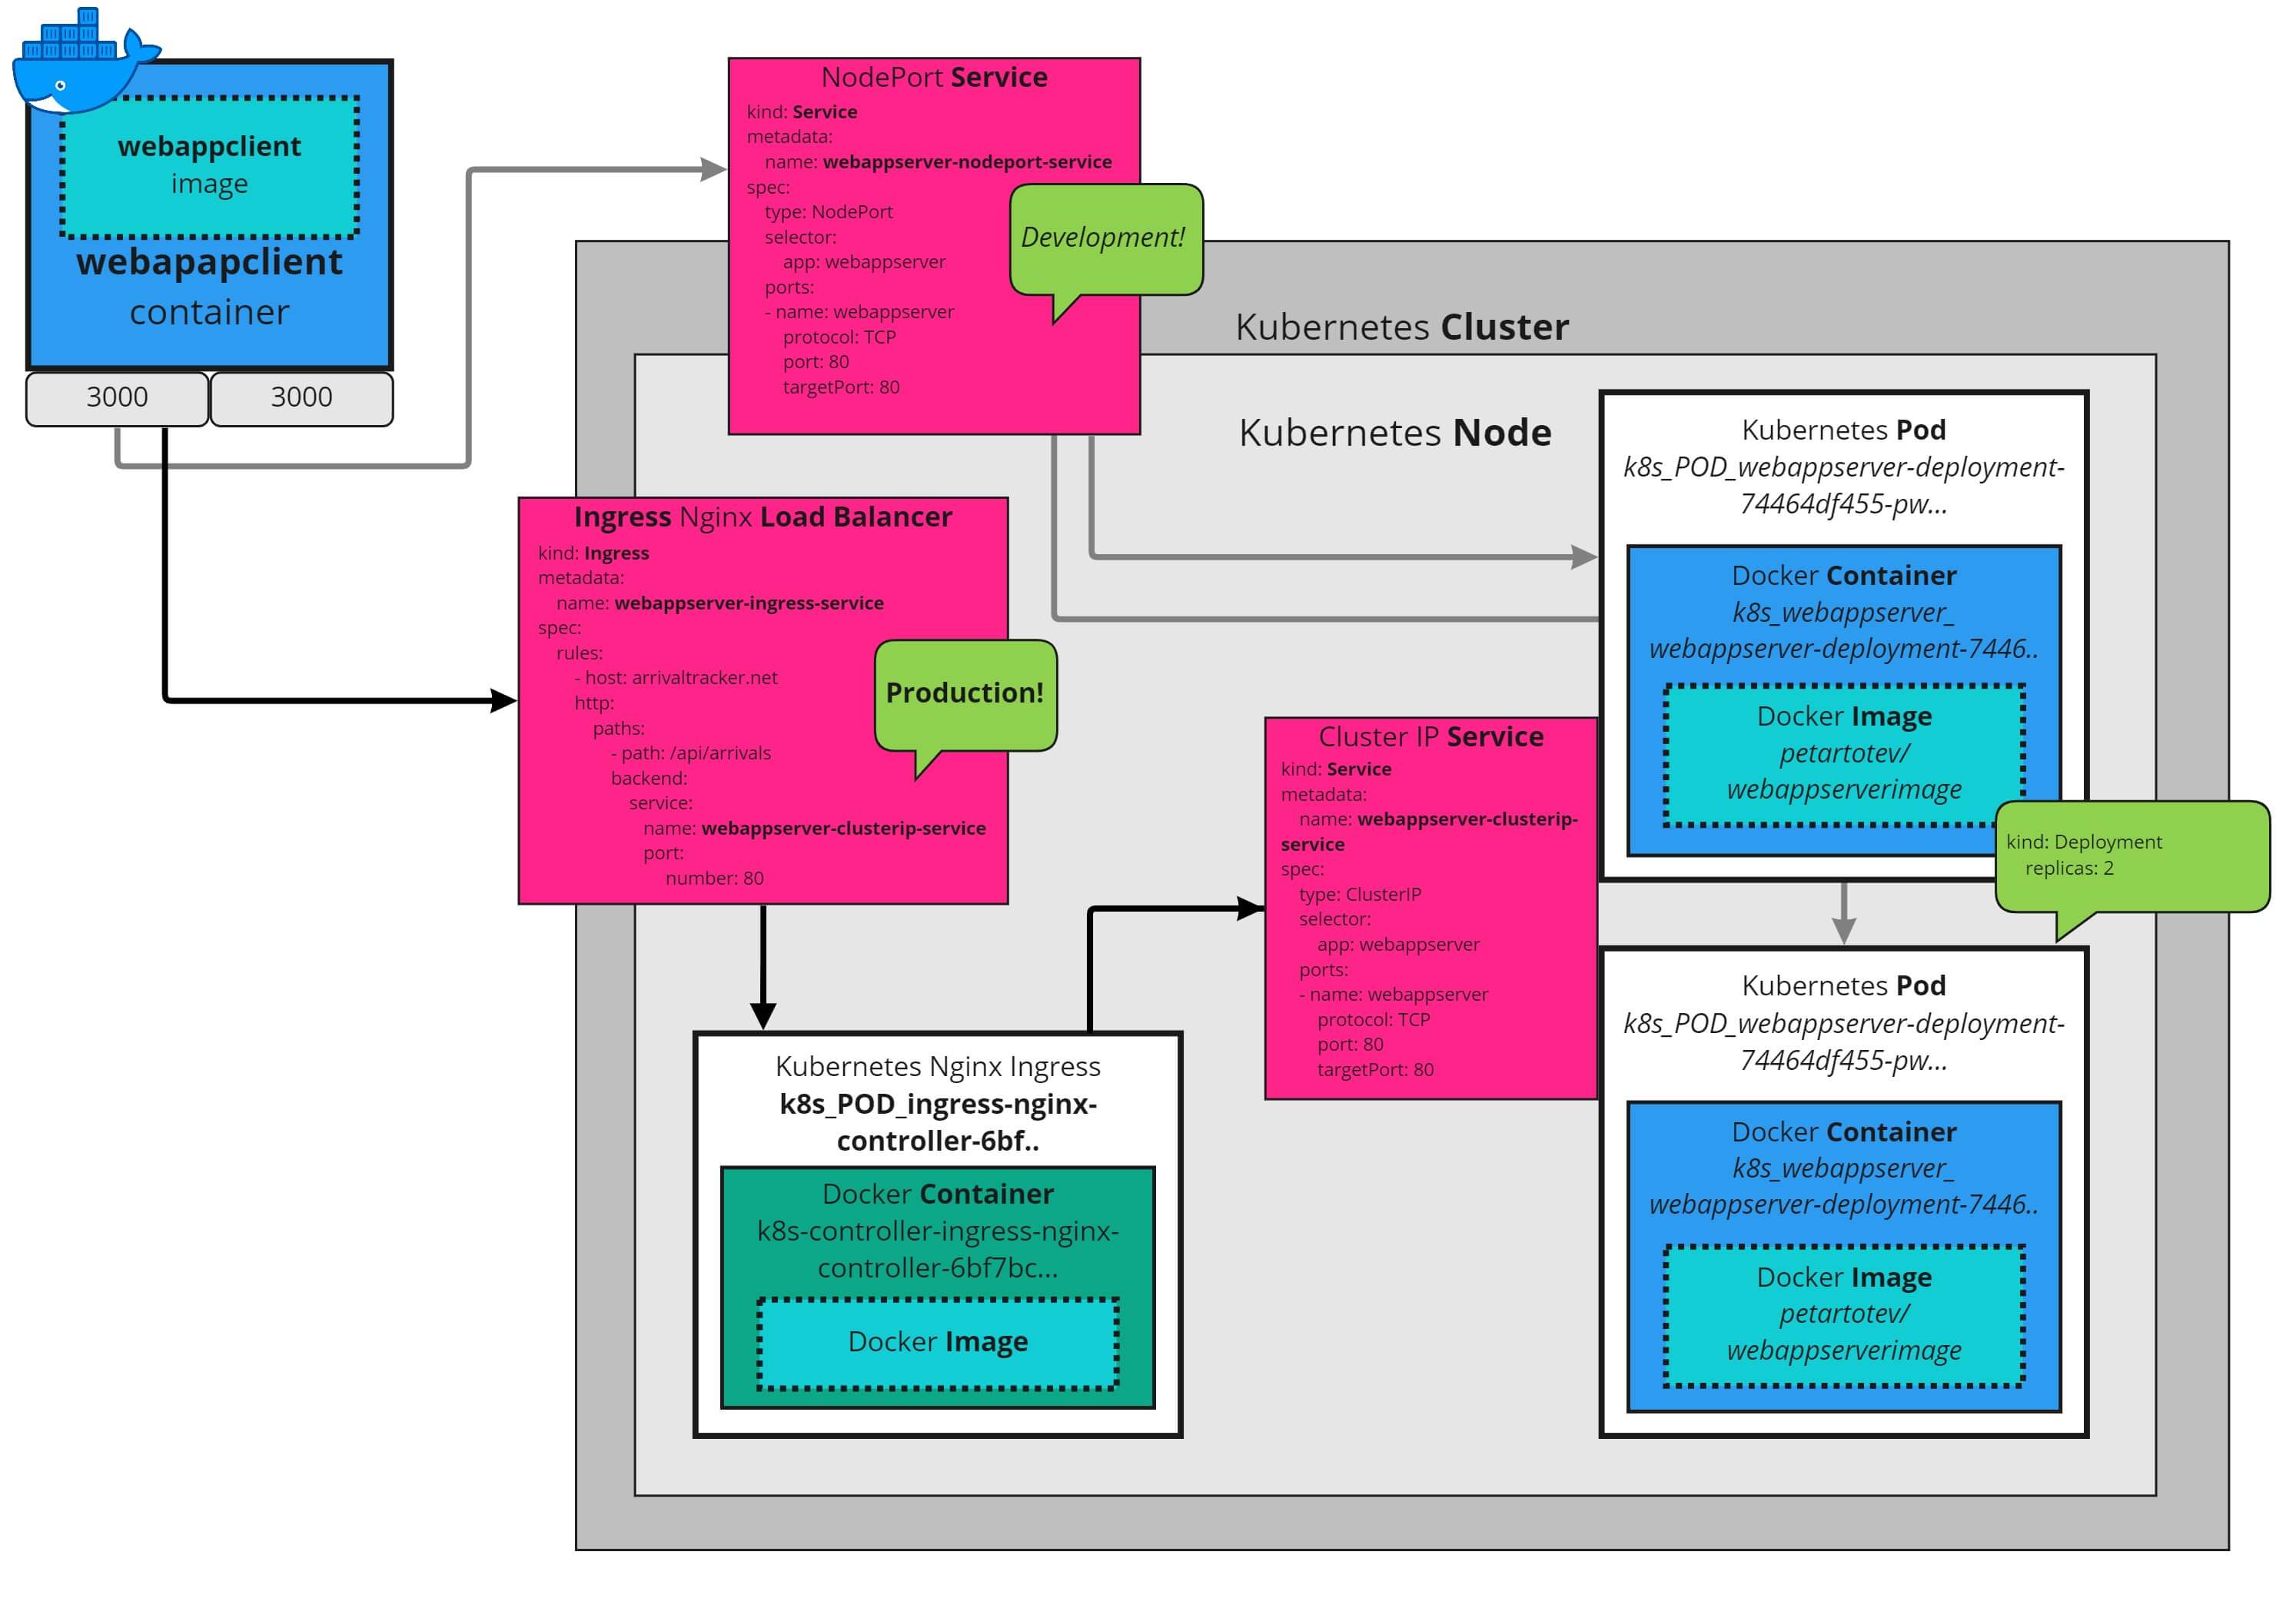 webappclient
image
webapapclient
container
3000
3000
NodePort Service
kind: Service
metadata:
name: webappserver-nodeport-service
spec:
type: NodePort
selector:
app: webappserver
ports:
- name: webappserver
protocol: TCP
port: 80
targetPort: 80
Development!
Kubernetes Cluster
Kubernetes Node
Ingress Nginx Load Balancer
kind: Ingress
metadata:
name: webappserver-ingress-service
spec:
rules:
- host: arrivaltracker.net
http:
paths:
- path: /api/arrivals
backend:
service:
name: webappserver-clusterip-service
port:
number: 80
Production!
Kubernetes Nginx Ingress
k8s_POD_ingress-nginx-
controller-6bf..
Docker Container
k8s-controller-ingress-nginx-
controller-6bf7bc...
Docker Image
Cluster IP Service
kind: Service
metadata:
name: webappserver-clusterip-
service
spec:
type: ClusterIP
selector:
app: webappserver
ports:
- name: webappserver
protocol: TCP
port: 80
targetPort: 80
Kubernetes Pod
k8s_POD_webappserver-deployment-
74464df455-pw...
Docker Container
k8s_webappserver_
webappserver-deployment-7446..
Docker Image
petartotev/
webappserverimage
kind: Deployment
replicas: 2
Kubernetes Pod
k8s_POD_webappserver-deployment-
74464df455-pw...
Docker Container
k8s_webappserver_
webappserver-deployment-7446..
Docker Image
petartotev/
webappserverimage